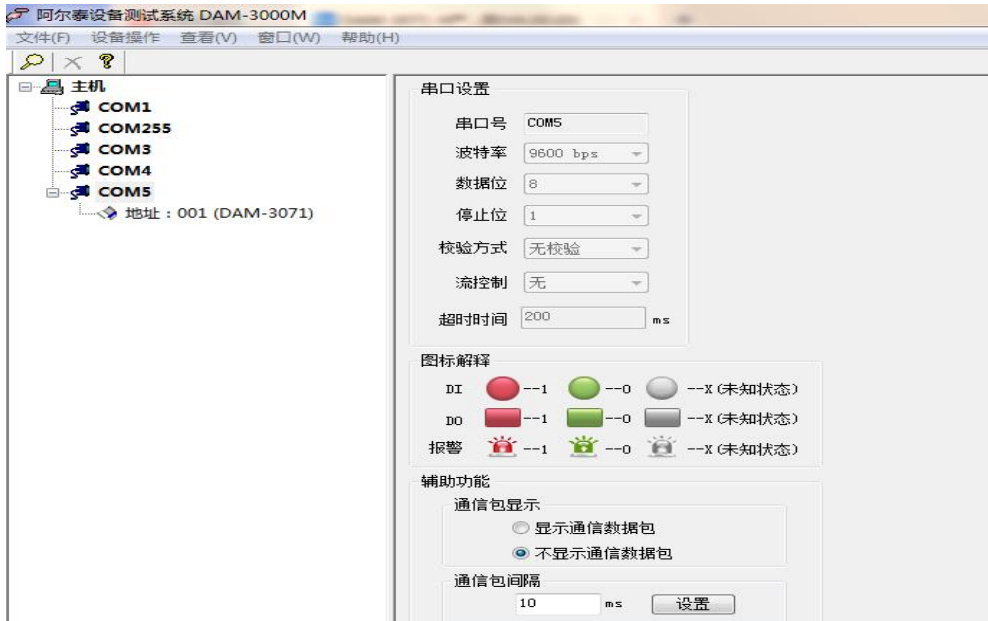 阿尔泰设备测试系统 DAM-3000M
文件(F) 设备操作 查看(V) 窗口(W) 帮助(H)
主机
COM1
COM255
COM3
COM4
COM5
地址：001 (DAM-3071)
串口设置
串口号 COM5
波特率 9600 bps
数据位 8
停止位 1
校验方式 无校验
流控制 无
超时时间 200 ms
图标解释
DI --1 --0 --X(未知状态)
DO --1 --0 --X(未知状态)
报警 --1 --0 --X(未知状态)
辅助功能
通信包显示
显示通信数据包
不显示通信数据包
通信包间隔
10 ms 设置